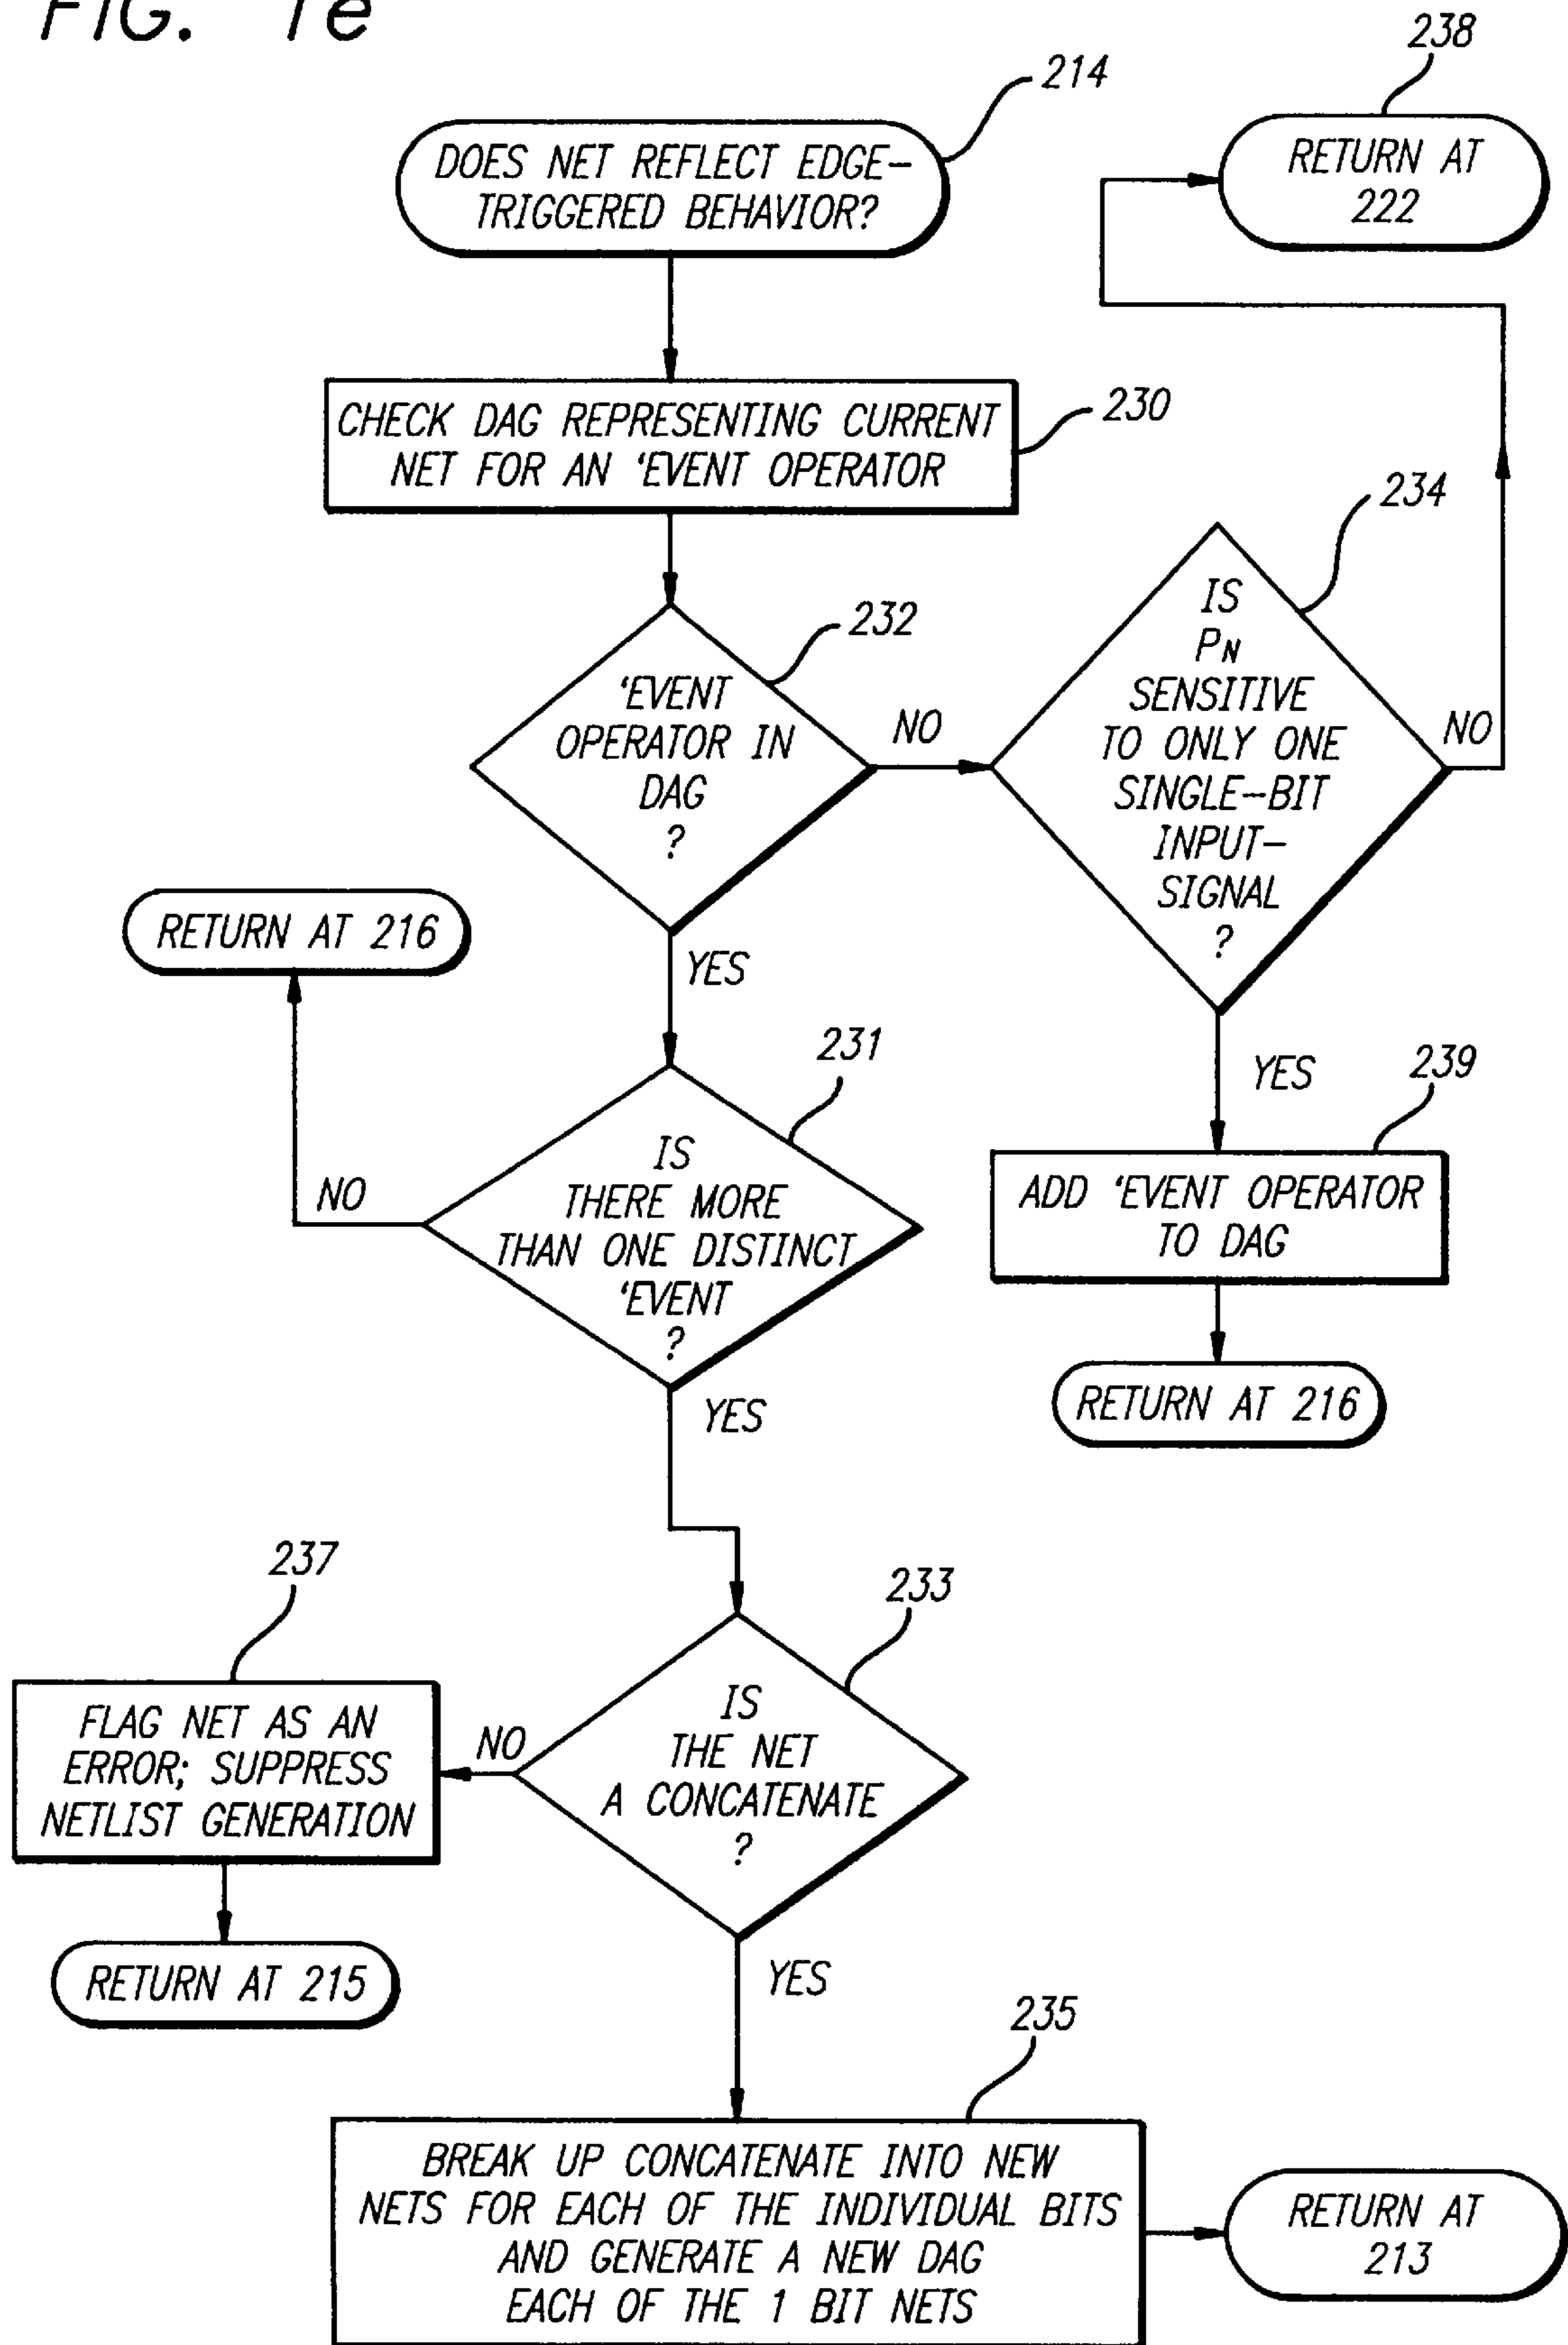 FIG. 1e
238
214
DOES NET REFLECT EDGE-
TRIGGERED BEHAVIOR?
RETURN AT
222
230
CHECK DAG REPRESENTING CURRENT
NET FOR AN 'EVENT OPERATOR
234
232
'EVENT
OPERATOR IN
DAG
?
NO
IS
PN
SENSITIVE
TO ONLY ONE
SINGLE-BIT
INPUT-
SIGNAL
?
NO
RETURN AT 216
YES
231
YES
239
IS
THERE MORE
THAN ONE DISTINCT
'EVENT
?
NO
ADD 'EVENT OPERATOR
TO DAG
RETURN AT 216
YES
237
233
FLAG NET AS AN
ERROR; SUPPRESS
NETLIST GENERATION
NO
IS
THE NET
A CONCATENATE
?
RETURN AT 215
YES
235
BREAK UP CONCATENATE INTO NEW
NETS FOR EACH OF THE INDIVIDUAL BITS
AND GENERATE A NEW DAG
EACH OF THE 1 BIT NETS
RETURN AT
213